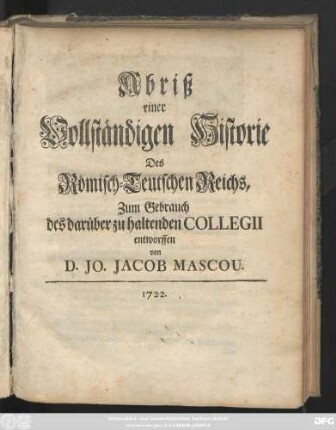 Abriß
einer
Vollständigen Historie
Des
Römisch-Teutschen Reichs,
Zum Gebrauch
des darüber zu haltenden COLLEGII
entworffen
von
D. JO. JACOB MASCOU.
1722.
DFG